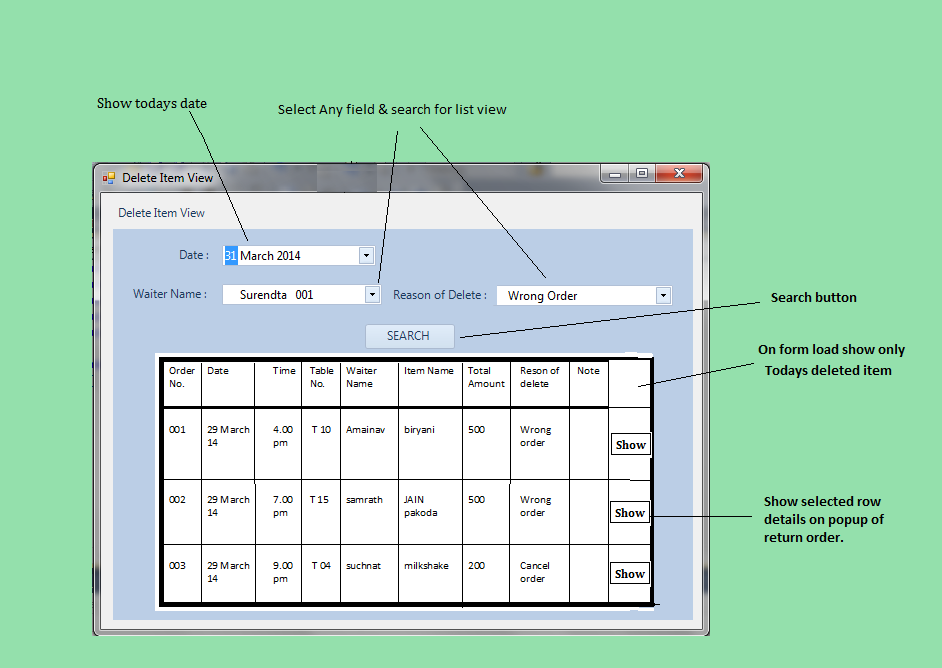 Show todays date
Select Any field & search for list view
Delete Item View
Delete Item View
Date :
31 March 2014
Waiter Name :
Surendta 001
Reason of Delete :
Wrong Order
SEARCH
Search button
On form load show only
Todays deleted item
Order No. Date Time Table No. Waiter Name Item Name Total Amount Reson of delete Note
001 29 March 14 4.00 pm T 10 Amainav biryani 500 Wrong order Show
002 29 March 14 7.00 pm T 15 samrath JAIN pakoda 500 Wrong order Show
003 29 March 14 9.00 pm T 04 suchnat milkshake 200 Cancel order Show
Show selected row
details on popup of
return order.